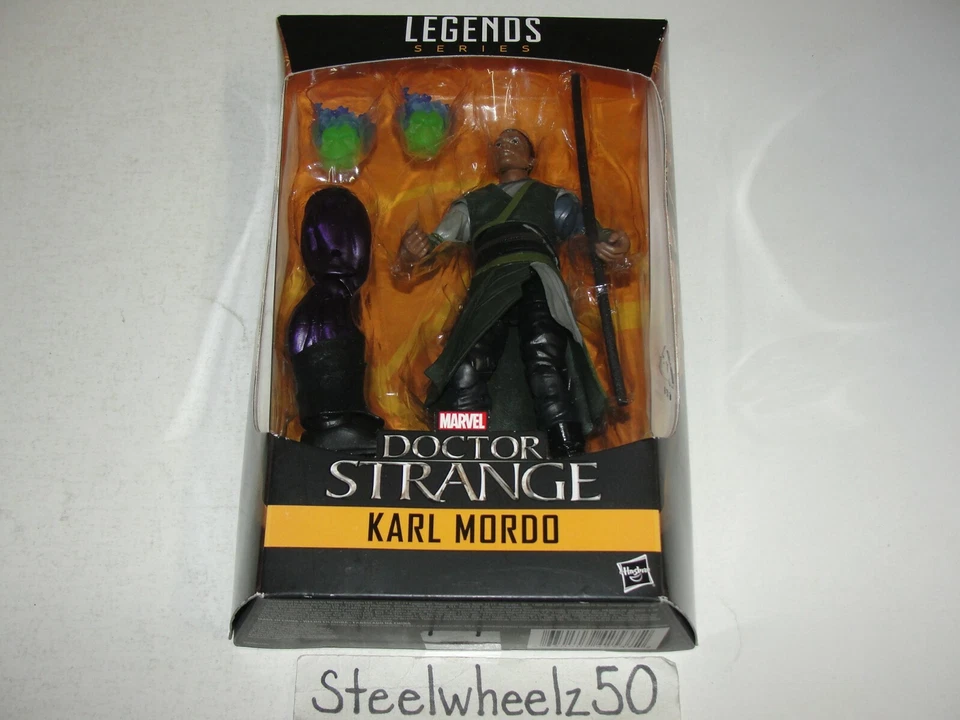 LEGENDS
SERIES
MARVEL
DOCTOR
STRANGE
KARL MORDO
Hasbro
Steelwheelz50